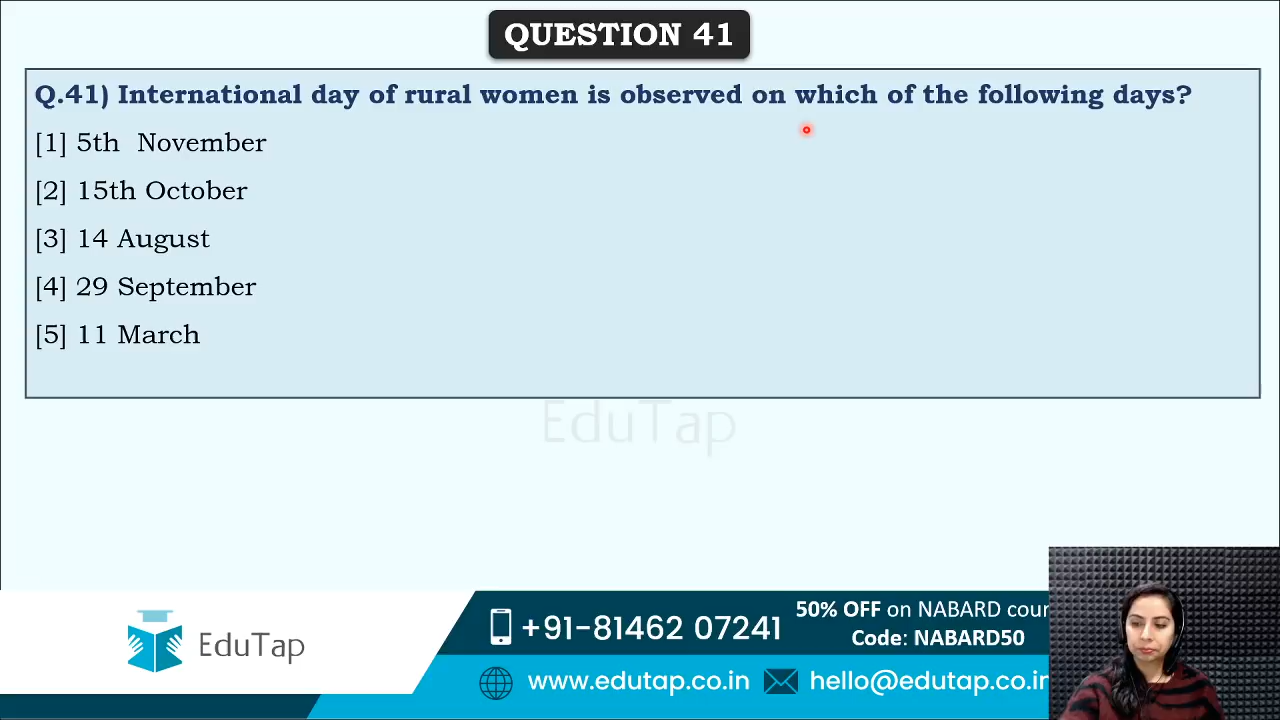 QUESTION 41
Q.41) International day of rural women is observed on which of the following days?
[1] 5th November
[2] 15th October
[3] 14 August
[4] 29 September
[5] 11 March
EduTap
EduTap
+91-81462 07241
50% OFF on NABARD cour
Code: NABARD50
www.edutap.co.in
hello@edutap.co.in